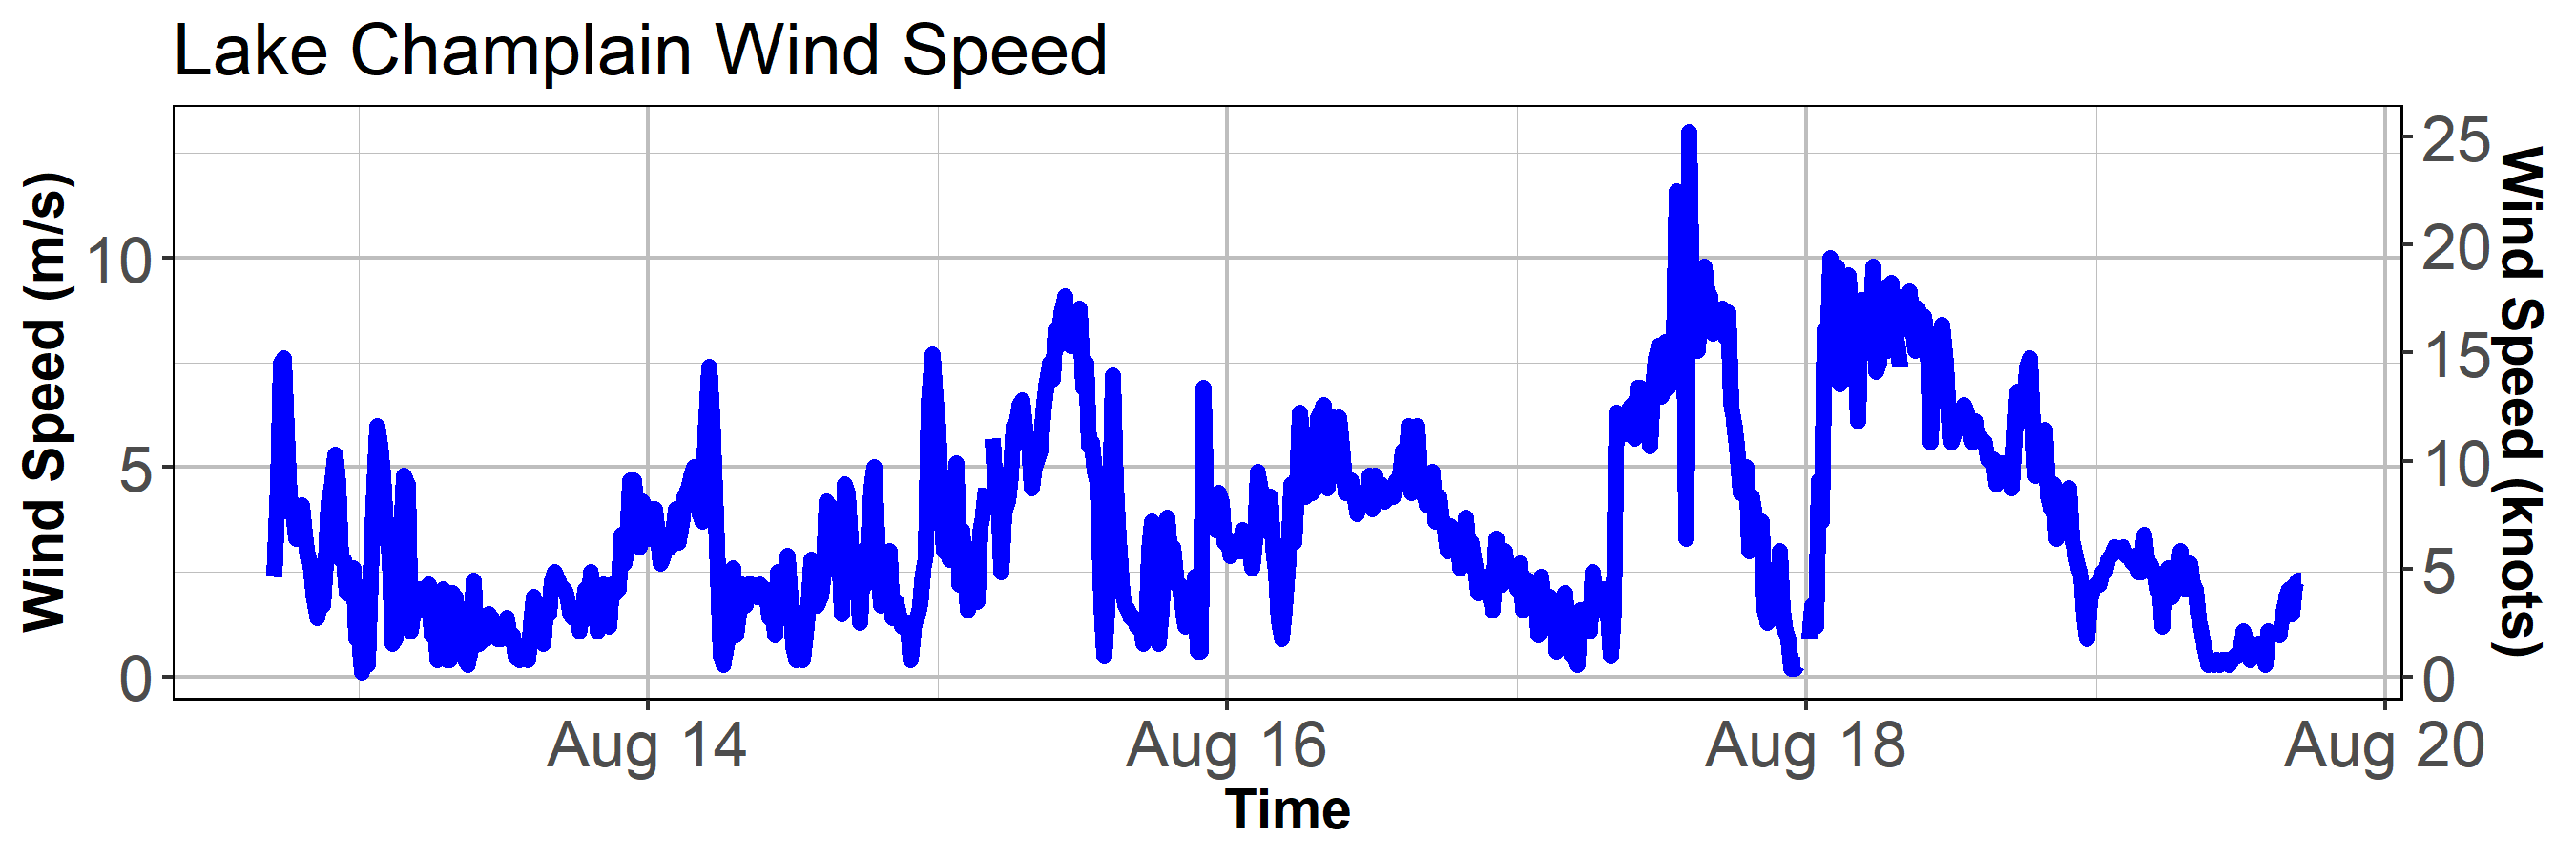 Lake Champlain Wind Speed
Wind Speed (m/s)
10
5
0
25
20
15
10
5
0
Wind Speed (knots)
Aug 14
Aug 16
Aug 18
Aug 20
Time